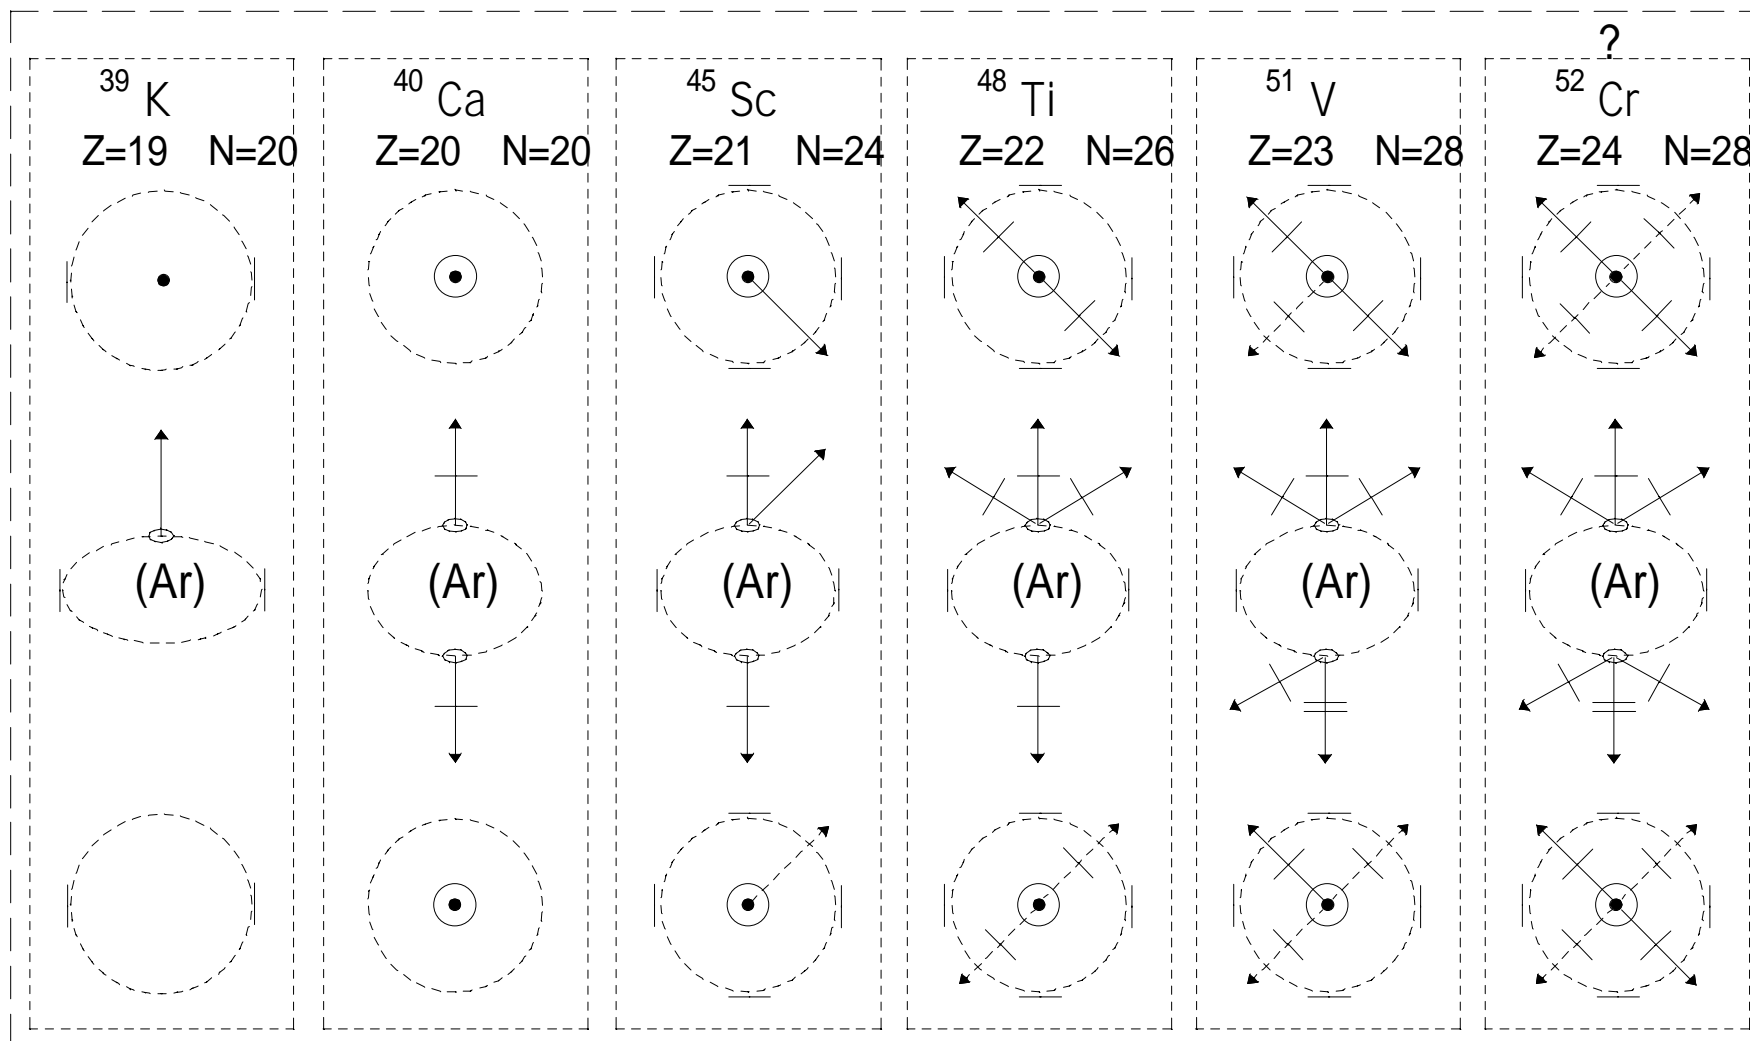 ?
39 K
Z=19 N=20
(Ar)
40 Ca
Z=20 N=20
(Ar)
45 Sc
Z=21 N=24
(Ar)
48 Ti
Z=22 N=26
(Ar)
51 V
Z=23 N=28
(Ar)
52 Cr
Z=24 N=28
(Ar)